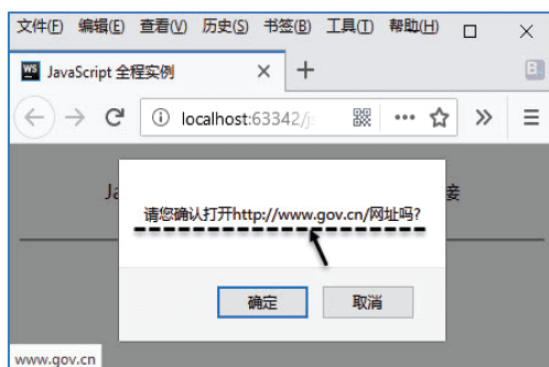 文件(F) 编辑(E) 查看(V) 历史(S) 书签(B) 工具(T) 帮助(H)
WS JavaScript 全程实例
localhost:63342/j
请您确认打开http://www.gov.cn/网址吗?
确定 取消
www.gov.cn